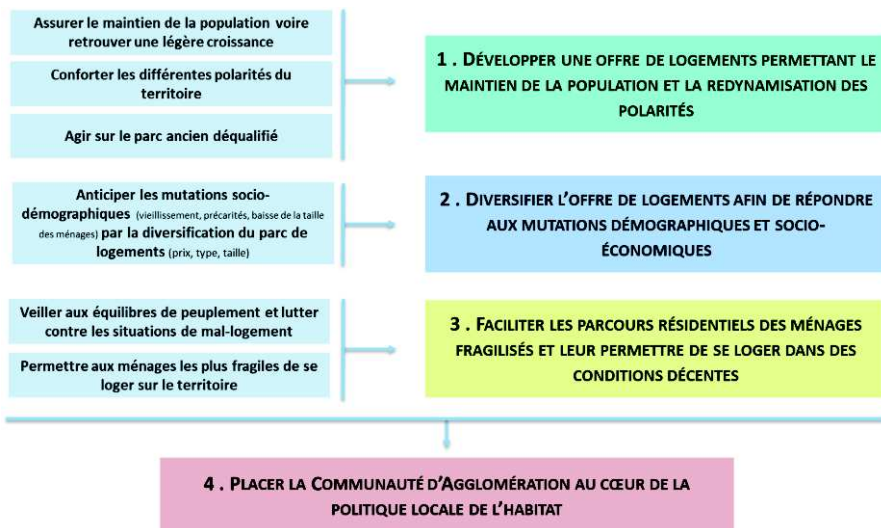 Assurer le maintien de la population voire
retrouver une légère croissance
Conforter les différentes polarités du
territoire
Agir sur le parc ancien déqualifié
1 . DÉVELOPPER UNE OFFRE DE LOGEMENTS PERMETTANT LE
MAINTIEN DE LA POPULATION ET LA REDYNAMISATION DES
POLARITÉS
Anticiper les mutations socio-
démographiques (vieillissement, précarités, baisse de la taille
des ménages) par la diversification du parc de
logements (prix, type, taille)
2 . DIVERSIFIER L'OFFRE DE LOGEMENTS AFIN DE RÉPONDRE
AUX MUTATIONS DÉMOGRAPHIQUES ET SOCIO-
ÉCONOMIQUES
Veiller aux équilibres de peuplement et lutter
contre les situations de mal-logement
Permettre aux ménages les plus fragiles de se
loger sur le territoire
3 . FACILITER LES PARCOURS RÉSIDENTIELS DES MÉNAGES
FRAGILISÉS ET LEUR PERMETTRE DE SE LOGER DANS DES
CONDITIONS DÉCENTES
4 . PLACER LA COMMUNAUTÉ D'AGGLOMÉRATION AU CŒUR DE LA
POLITIQUE LOCALE DE L'HABITAT